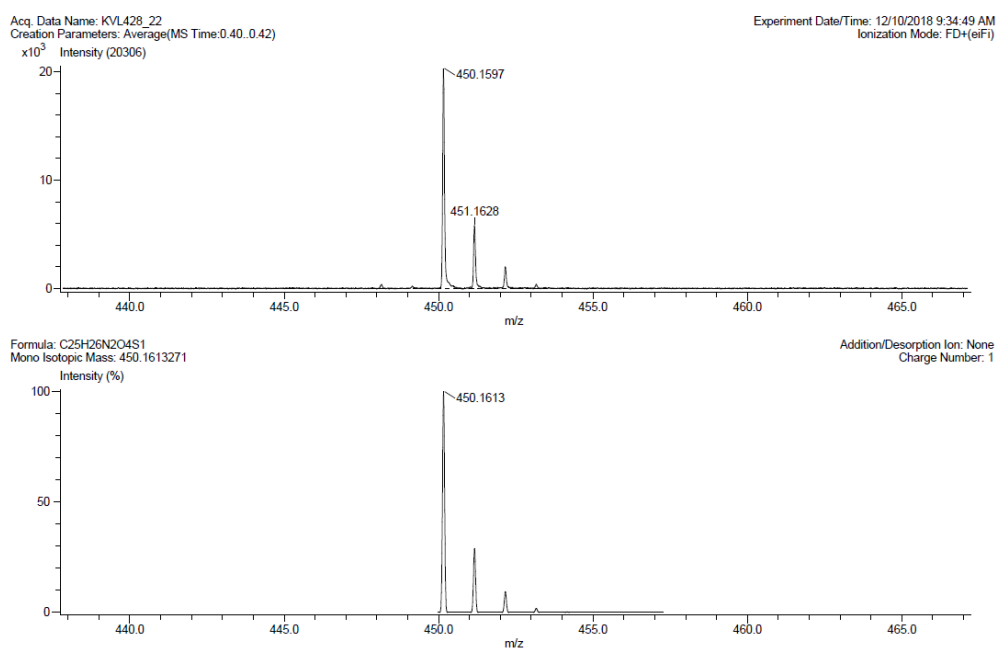 Acq. Data Name: KVL428_22
Experiment Date/Time: 12/10/2018 9:34:49 AM
Creation Parameters: Average(MS Time:0.40..0.42)
Ionization Mode: FD+(eiFi)
x10³ Intensity (20306)
20
450.1597
10
451.1628
0
440.0 445.0 450.0 455.0 460.0 465.0
m/z
Formula: C25H26N2O4S1
Addition/Desorption Ion: None
Mono Isotopic Mass: 450.1613271
Charge Number: 1
Intensity (%)
100
450.1613
50
0
440.0 445.0 450.0 455.0 460.0 465.0
m/z